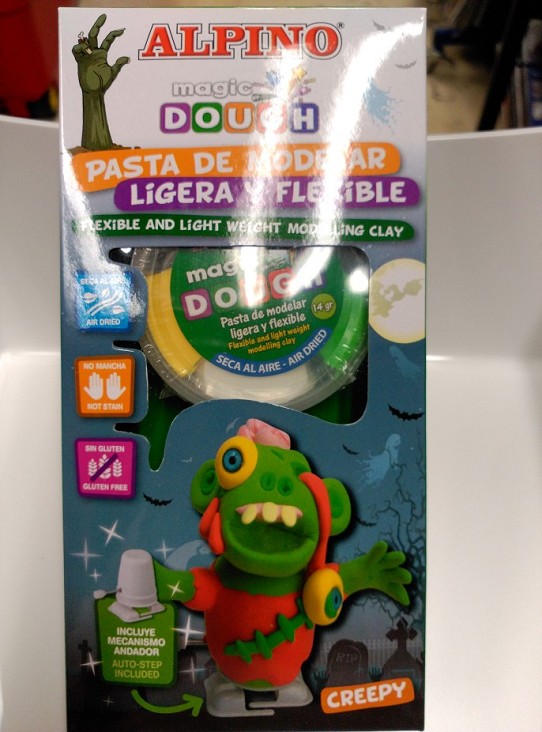 ALPINO®
magic
DOUGH
PASTA DE MODELAR
LIGERA Y FLEXIBLE
FLEXIBLE AND LIGHT WEIGHT MODELLING CLAY
magic
DOUGH
Pasta de modelar
ligera y flexible
14 gr
Flexible and light weight
modelling clay
SECA AL AIRE - AIR DRIED
SECA AL AIRE
AIR DRIED
NO MANCHA
NOT STAIN
SIN GLUTEN
GLUTEN FREE
INCLUYE
MECANISMO
ANDADOR
AUTO-STEP
INCLUDED
RIP
CREEPY